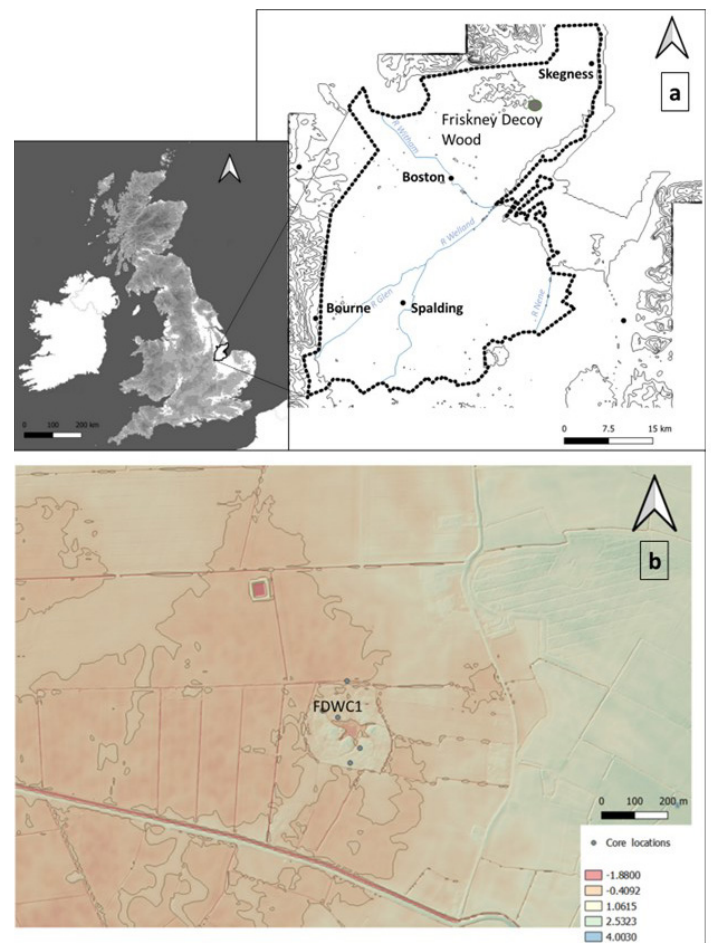 a
Skegness
Friskney Decoy
Wood
R Witham
Boston
R Welland
R Glen
R Nene
Bourne
Spalding
0 100 200 km
0 7.5 15 km
b
FDWC1
0 100 200 m
Core locations
-1.8800
-0.4092
1.0615
2.5323
4.0030